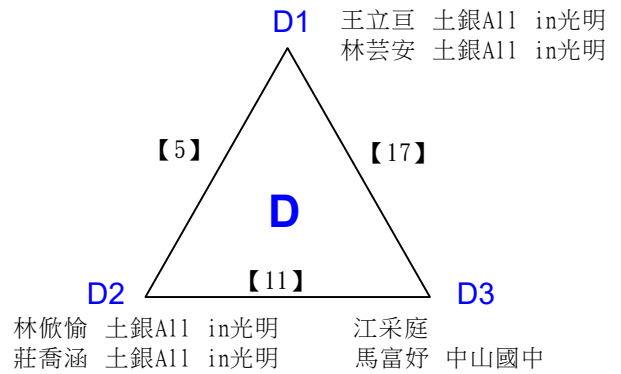 D1
王立亘 土銀All in光明
林芸安 土銀All in光明
【5】
【17】
D
【11】
D2
D3
林俽愉 土銀All in光明
莊喬涵 土銀All in光明
江采庭
馬富妤 中山國中